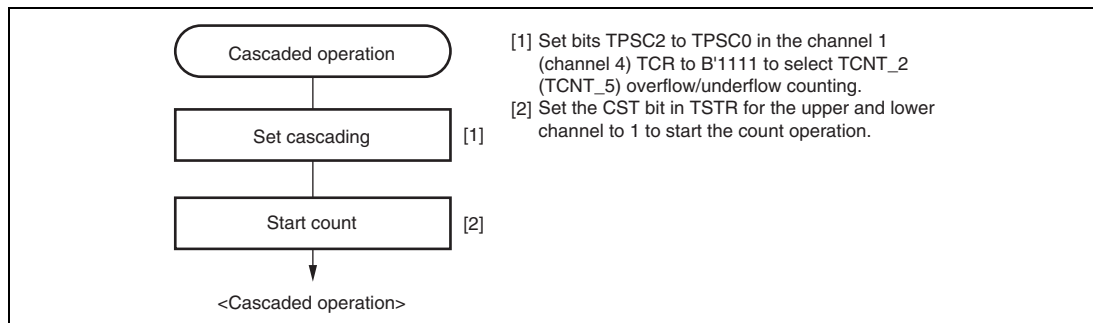 Cascaded operation
Set cascading
[1]
Start count
[2]
<Cascaded operation>
[1] Set bits TPSC2 to TPSC0 in the channel 1
(channel 4) TCR to B'1111 to select TCNT_2
(TCNT_5) overflow/underflow counting.
[2] Set the CST bit in TSTR for the upper and lower
channel to 1 to start the count operation.